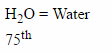 H₂O = Water
75ᵗʰ